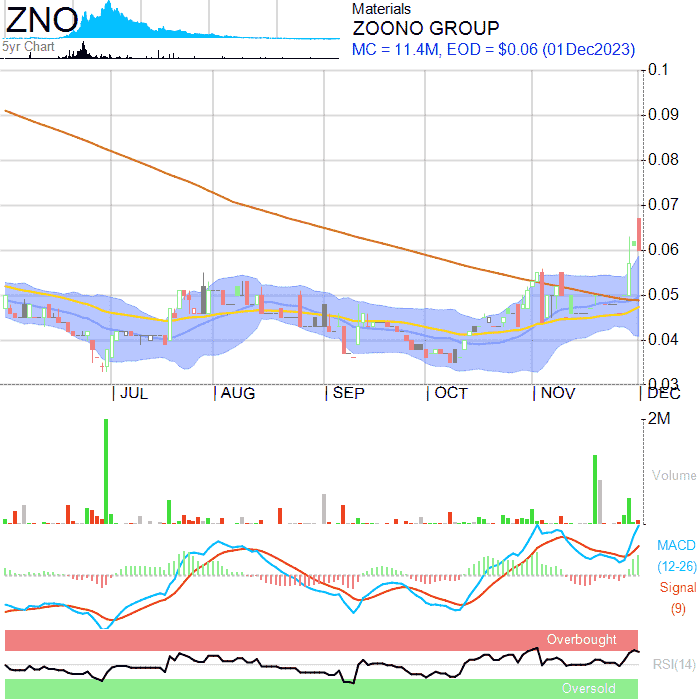 ZNO
5yr Chart
Materials
ZOONO GROUP
MC = 11.4M, EOD = $0.06 (01Dec2023)
0.1
0.09
0.08
0.07
0.06
0.05
0.04
0.03
JUL AUG SEP OCT NOV DEC
2M
Volume
MACD
(12-26)
Signal
(9)
Overbought
RSI(14)
Oversold